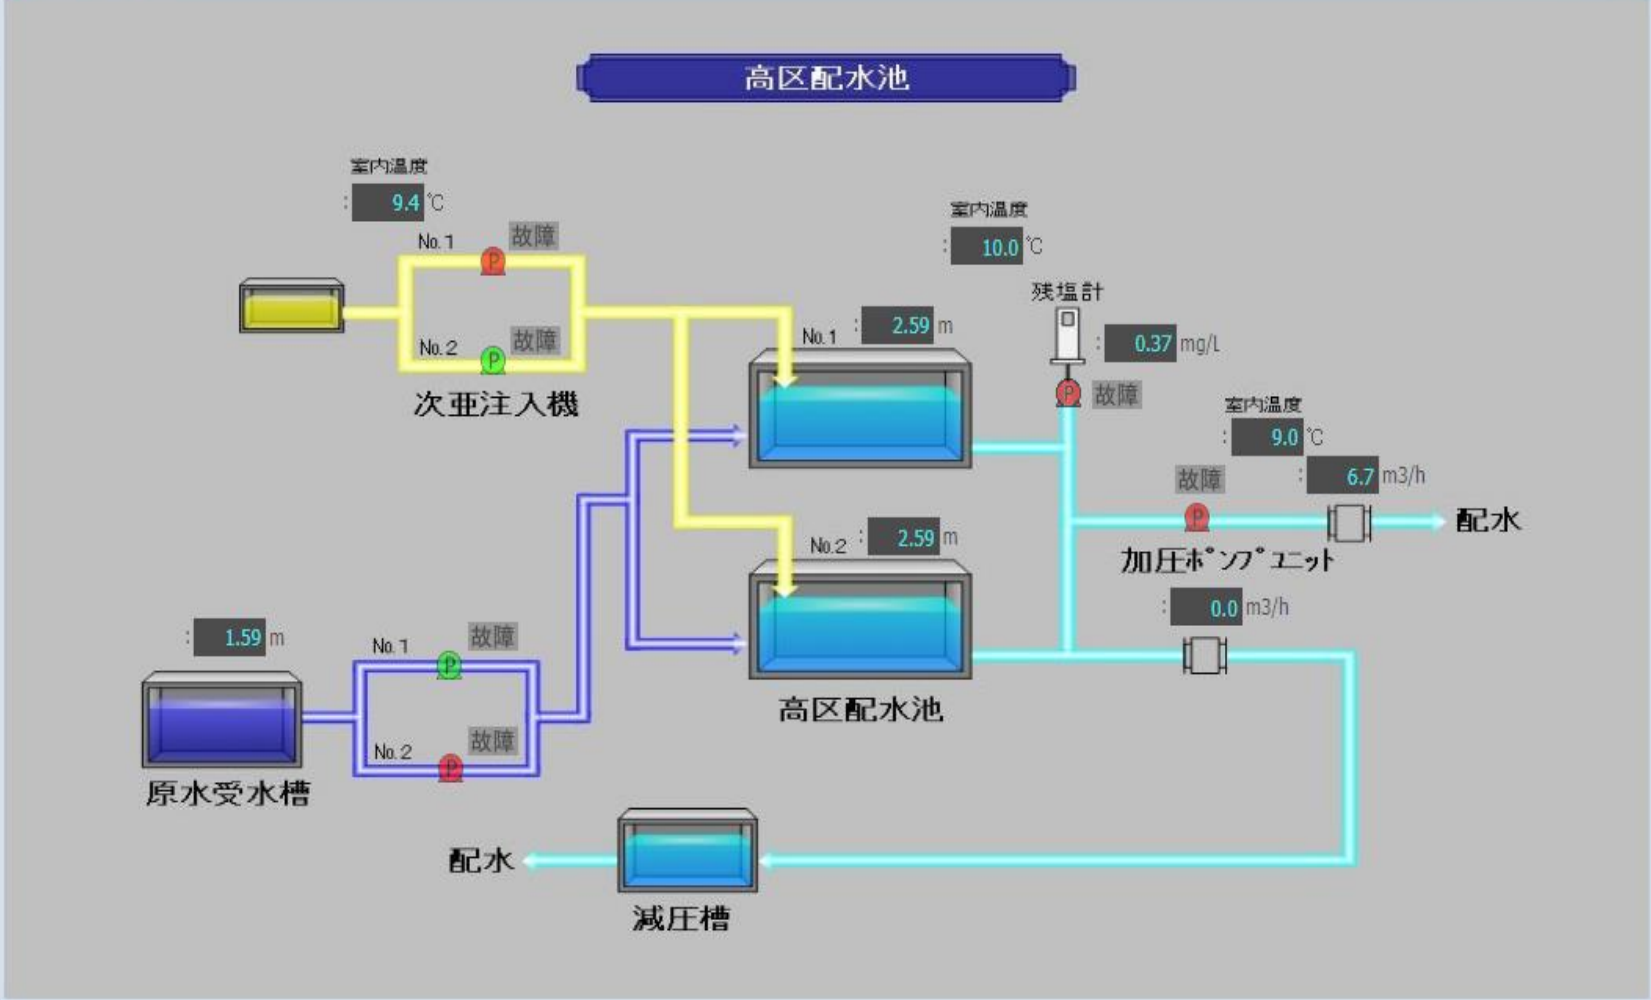 高区配水池
室内温度
: 9.4 ℃
No.1 故障
P
No.2 故障
P
次亜注入機
室内温度
: 10.0 ℃
残塩計
: 0.37 mg/L
P 故障
No.1 : 2.59 m
No.2 : 2.59 m
高区配水池
室内温度
: 9.0 ℃
故障 : 6.7 m3/h
P 配水
加圧ポンプユニット
: 0.0 m3/h
: 1.59 m
No.1 故障
P
No.2 故障
P
原水受水槽
配水
減圧槽